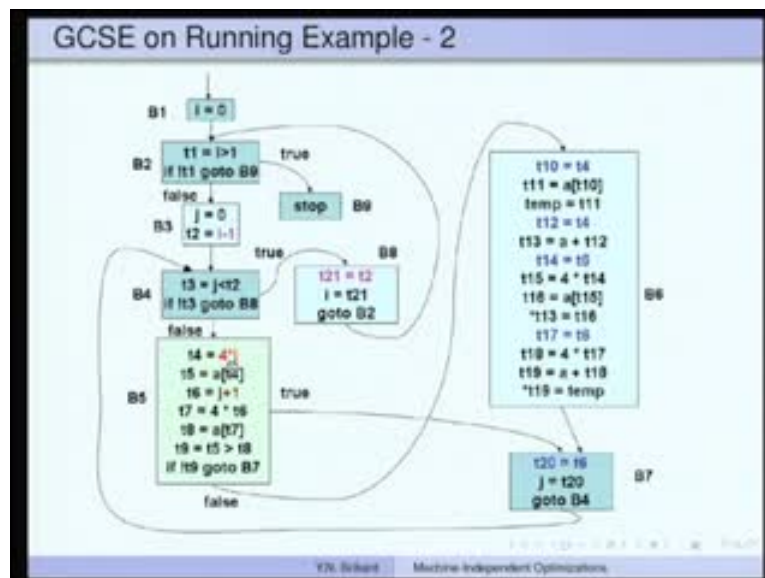 GCSE on Running Example - 2
B1
i = 0
B2
t1 = i>1
if !t1 goto B9
true
false
stop
B9
B3
j = 0
t2 = i-1
B4
t3 = j<t2
if !t3 goto B8
true
false
B8
t21 = t2
i = t21
goto B2
B5
t4 = 4*j
t5 = a[t4]
t6 = j+1
t7 = 4 * t6
t8 = a[t7]
t9 = t5 > t8
if !t9 goto B7
true
false
t10 = t4
t11 = a[t10]
temp = t11
t12 = t4
t13 = a + t12
t14 = t6
t15 = 4 * t14
t16 = a[t15]
*t13 = t16
t17 = t6
t18 = 4 * t17
t19 = a + t18
*t19 = temp
B6
t20 = t6
j = t20
goto B4
B7
Y.N. Srikant
Machine-Independent Optimizations